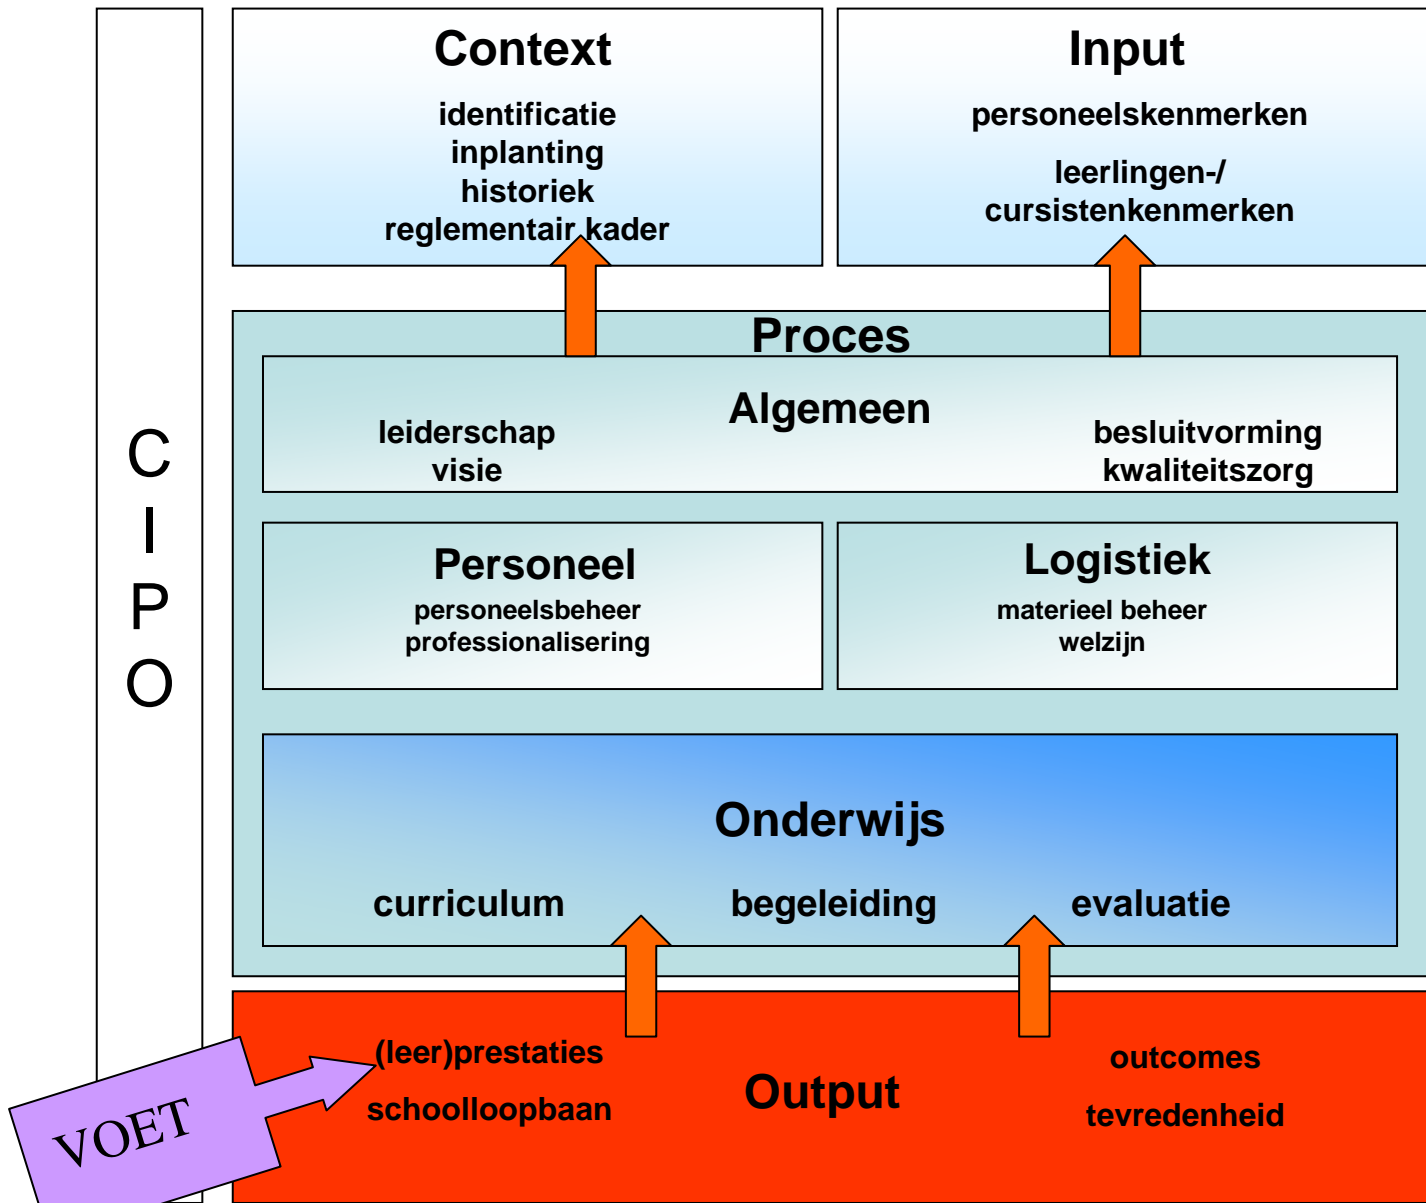 C
I
P
O
Context
identificatie
inplanting
historiek
reglementair kader
Input
personeelskenmerken
leerlingen-/
cursistenkenmerken
Proces
Algemeen
leiderschap
visie
besluitvorming
kwaliteitszorg
Personeel
personeelsbeheer
professionalisering
Logistiek
materieel beheer
welzijn
Onderwijs
curriculum
begeleiding
evaluatie
Output
(leer)prestaties
schoolloopbaan
outcomes
tevredenheid
VOET